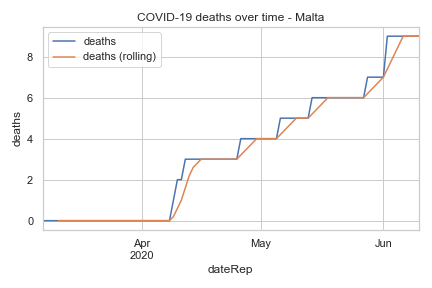 COVID-19 deaths over time - Malta
deaths
deaths (rolling)
deaths
8
6
4
2
0
Apr
2020
May
Jun
dateRep